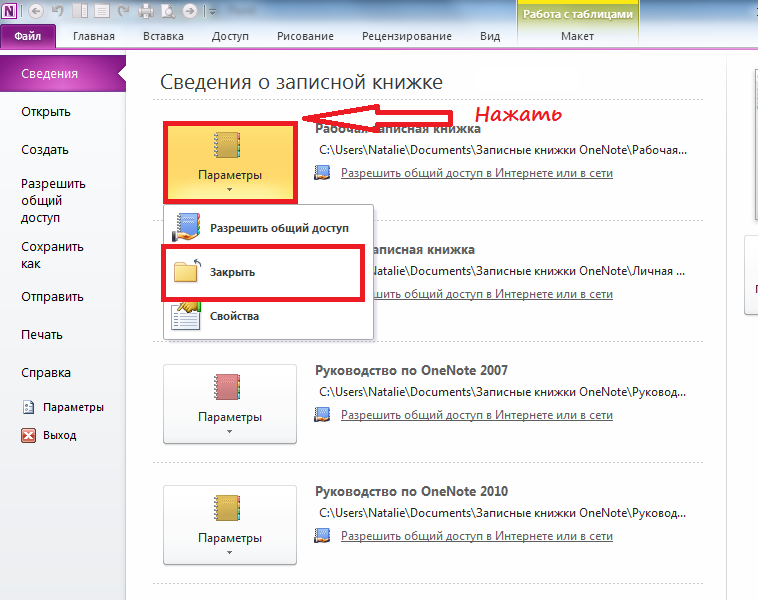 Работа с таблицами
Файл
Главная
Вставка
Доступ
Рисование
Рецензирование
Вид
Макет
Сведения
Открыть
Создать
Разрешить
общий
доступ
Сохранить
как
Отправить
Печать
Справка
Параметры
Выход
Сведения о записной книжке
Нажать
Параметры
Рабочая записная книжка
C:\Users\Natalie\Documents\Записные книжки OneNote\Рабочая...
Разрешить общий доступ в Интернете или в сети
Разрешить общий доступ
Закрыть
Свойства
записная книжка
\Natalie\Documents\Записные книжки OneNote\Личная ...
общий доступ в Интернете или в сети
Параметры
Руководство по OneNote 2007
C:\Users\Natalie\Documents\Записные книжки OneNote\Руковод...
Разрешить общий доступ в Интернете или в сети
Параметры
Руководство по OneNote 2010
C:\Users\Natalie\Documents\Записные книжки OneNote\Руковод...
Разрешить общий доступ в Интернете или в сети